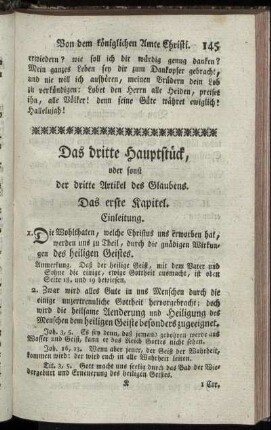 Von dem königlichen Amte Christi. 145
erwiedern? wie soll ich dir würdig genug danken?
Mein ganzes Leben sey dir zum Dankopfer gebracht,
und nie will ich aufhören, meinen Brüdern dein Lob
zu verkündigen: Lobet den Herrn alle Heiden, preiset
ihn, alle Völker! denn seine Güte währet ewiglich!
Hallelujah!
Das dritte Hauptstück,
oder sonst
der dritte Artikel des Glaubens.
Das erste Kapitel.
Einleitung.
1. Die Wohlthaten, welche Christus uns erworben hat,
werden uns zu Theil, durch die gnädigen Wirkun-
gen des heiligen Geistes.
Anmerkung. Daß der heilige Geist, mit dem Vater und
Sohne die einige, ewige Gottheit ausmacht, ist oben
Seite 18. und 19 bewiesen.
2. Zwar wird alles Gute in uns Menschen durch die
einige unzertrennliche Gottheit hervorgebracht: doch
wird die heilsame Aenderung und Heiligung des
Menschen dem heiligen Geiste besonders zugeeignet.
Joh. 3, 5. Es sey denn, daß jemand geboren werde aus
Wasser und Geist, kann er das Reich Gottes nicht sehen.
Joh. 16, 13. Wenn aber jener, der Geist der Wahrheit,
kommen wird: der wird euch in alle Wahrheit leiten.
Tit. 3, 5. Gott macht uns seelig durch das Bad der Wie-
dergeburt und Erneuerung des heiligen Geistes.
K 1 Cor.